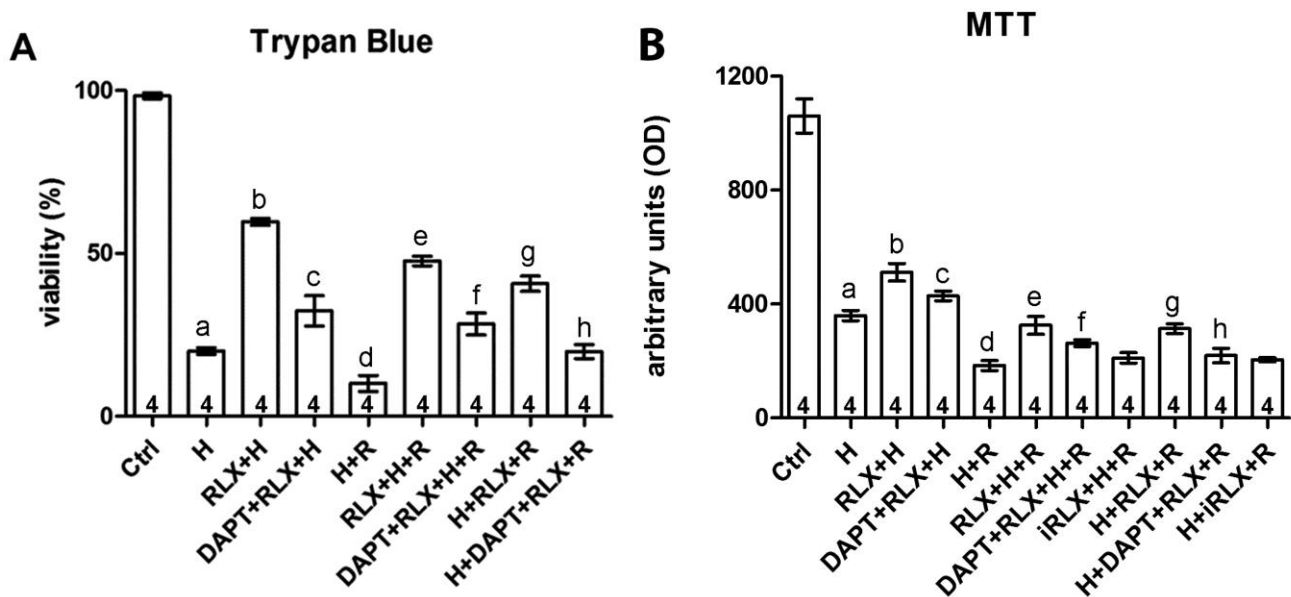 A
Trypan Blue
viability (%)
100
50
0
a
b
c
d
e
f
g
h
4 4 4 4 4 4 4 4 4
Ctrl
H
RLX+H
DAPT+RLX+H
H+R
RLX+H+R
DAPT+RLX+H+R
H+RLX+R
H+DAPT+RLX+R
B
MTT
arbitrary units (OD)
1200
800
400
0
a
b
c
d
e
f
g
h
4 4 4 4 4 4 4 4 4 4 4
Ctrl
H
RLX+H
DAPT+RLX+H
H+R
RLX+H+R
DAPT+RLX+H+R
iRLX+H+R
H+RLX+R
H+DAPT+RLX+R
H+iRLX+R